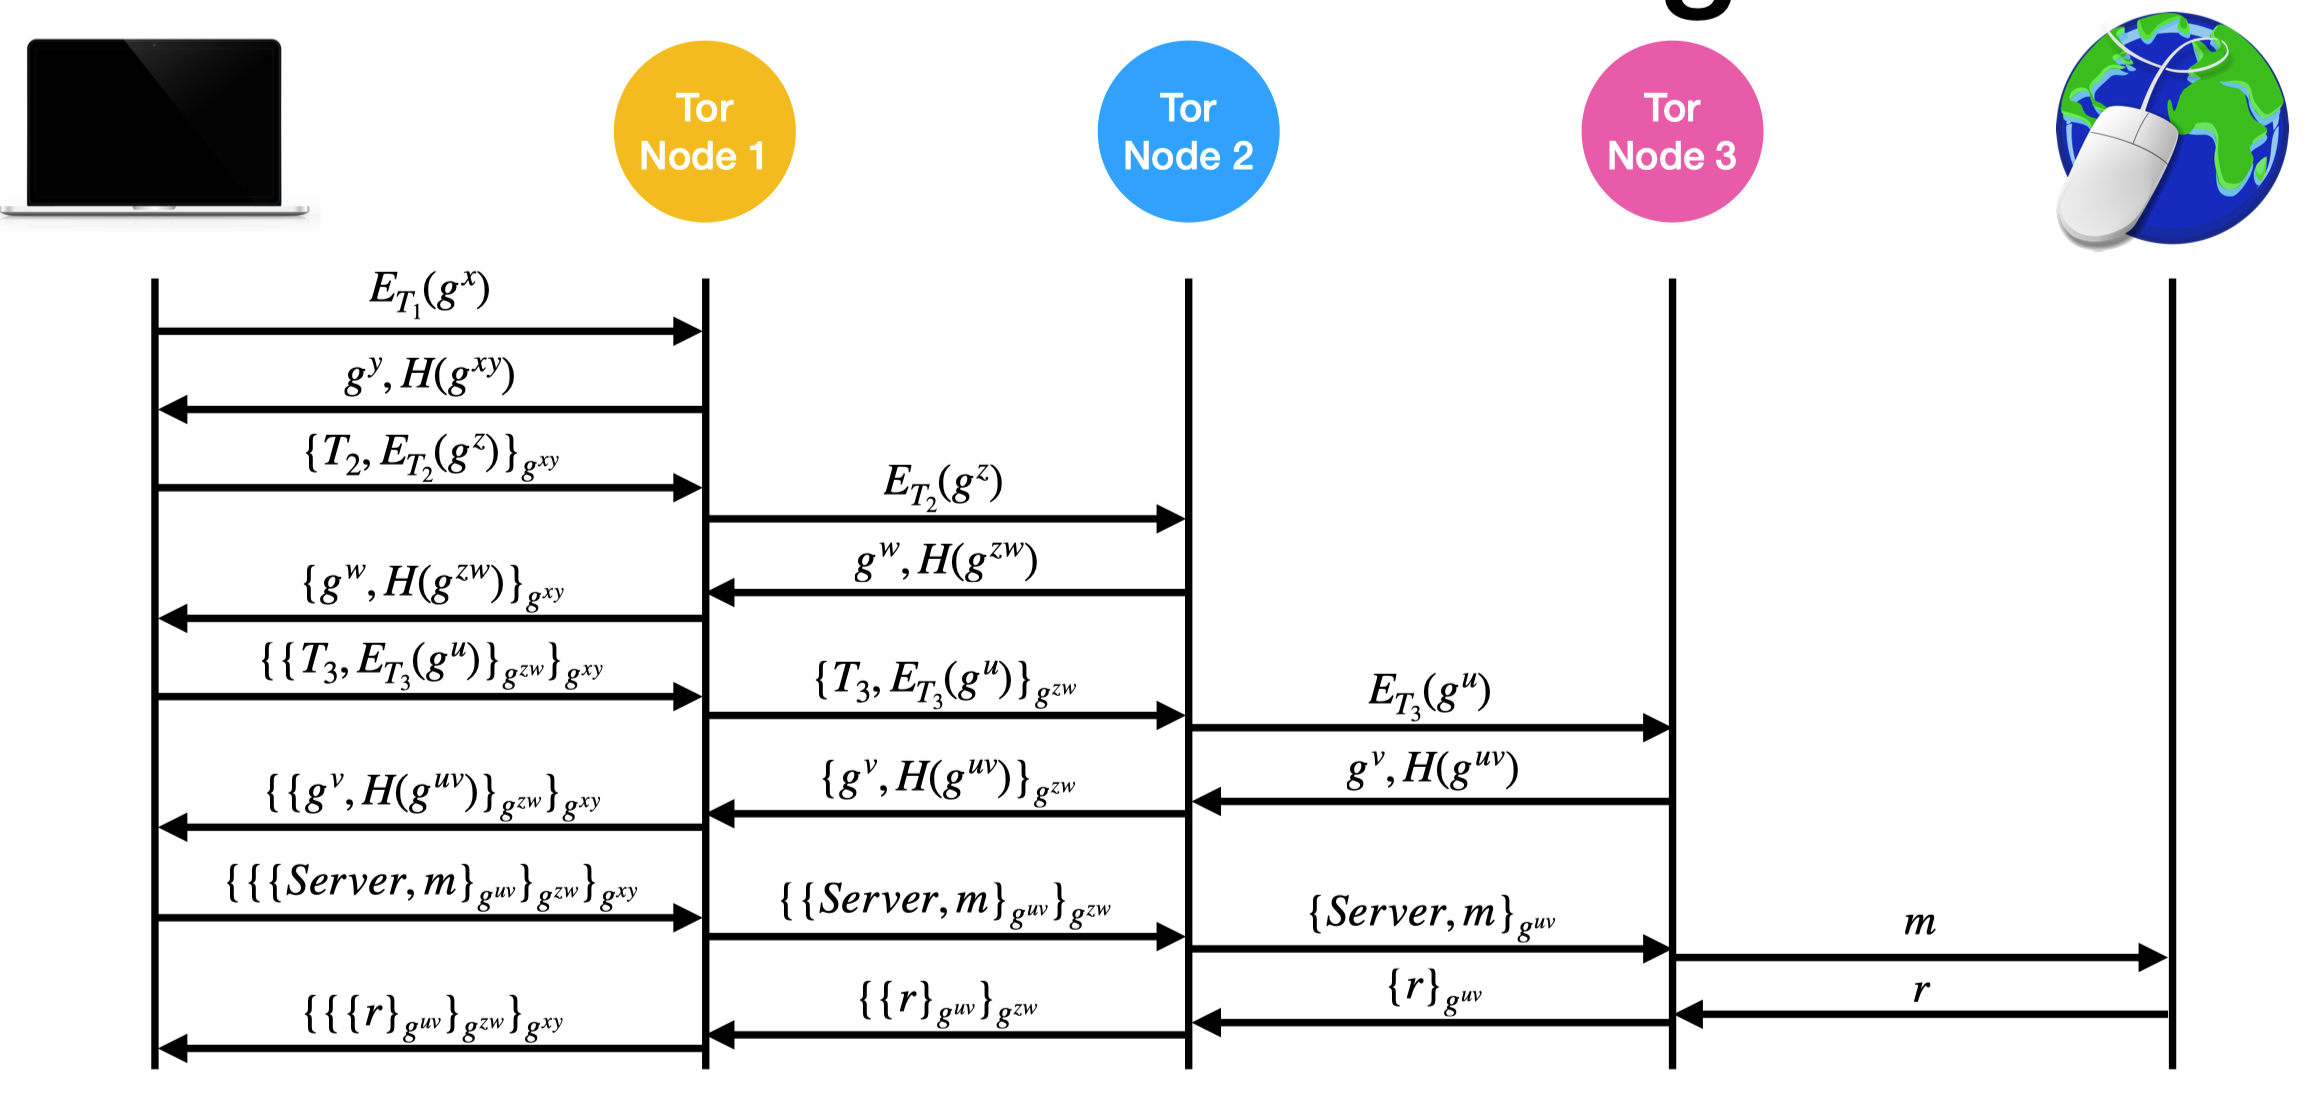 g
Tor
Node 1
Tor
Node 2
Tor
Node 3
E_{T_1}(g^x)
g^y, H(g^{xy})
{T_2, E_{T_2}(g^z)}_{g^{xy}}
E_{T_2}(g^z)
g^w, H(g^{zw})
{g^w, H(g^{zw})}_{g^{xy}}
{{T_3, E_{T_3}(g^u)}_{g^{zw}}}_{g^{xy}}
{T_3, E_{T_3}(g^u)}_{g^{zw}}
E_{T_3}(g^u)
g^v, H(g^{uv})
{g^v, H(g^{uv})}_{g^{zw}}
{{g^v, H(g^{uv})}_{g^{zw}}}_{g^{xy}}
{{{Server, m}_{g^{uv}}}_{g^{zw}}}_{g^{xy}}
{{Server, m}_{g^{uv}}}_{g^{zw}}
{Server, m}_{g^{uv}}
m
r
{r}_{g^{uv}}
{{r}_{g^{uv}}}_{g^{zw}}
{{{r}_{g^{uv}}}_{g^{zw}}}_{g^{xy}}